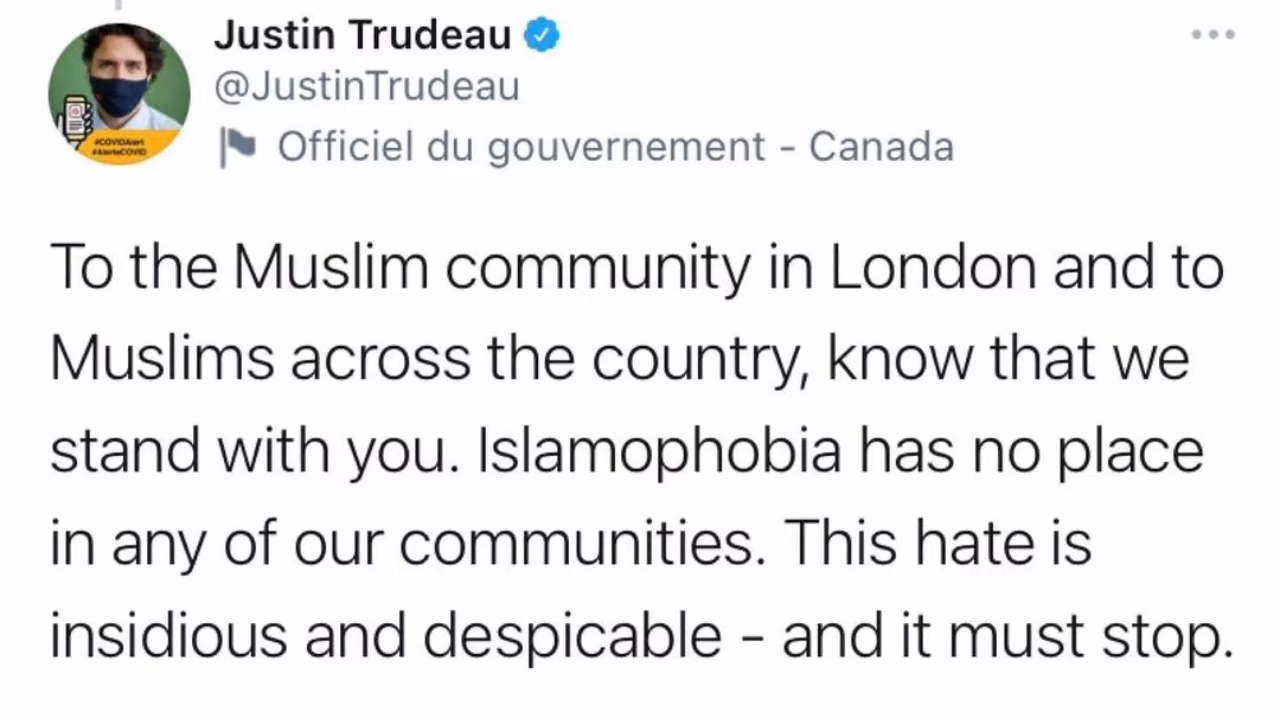 Justin Trudeau
@JustinTrudeau
Officiel du gouvernement - Canada
#COVIDAlert
#AlerteCOVID
To the Muslim community in London and to
Muslims across the country, know that we
stand with you. Islamophobia has no place
in any of our communities. This hate is
insidious and despicable - and it must stop.